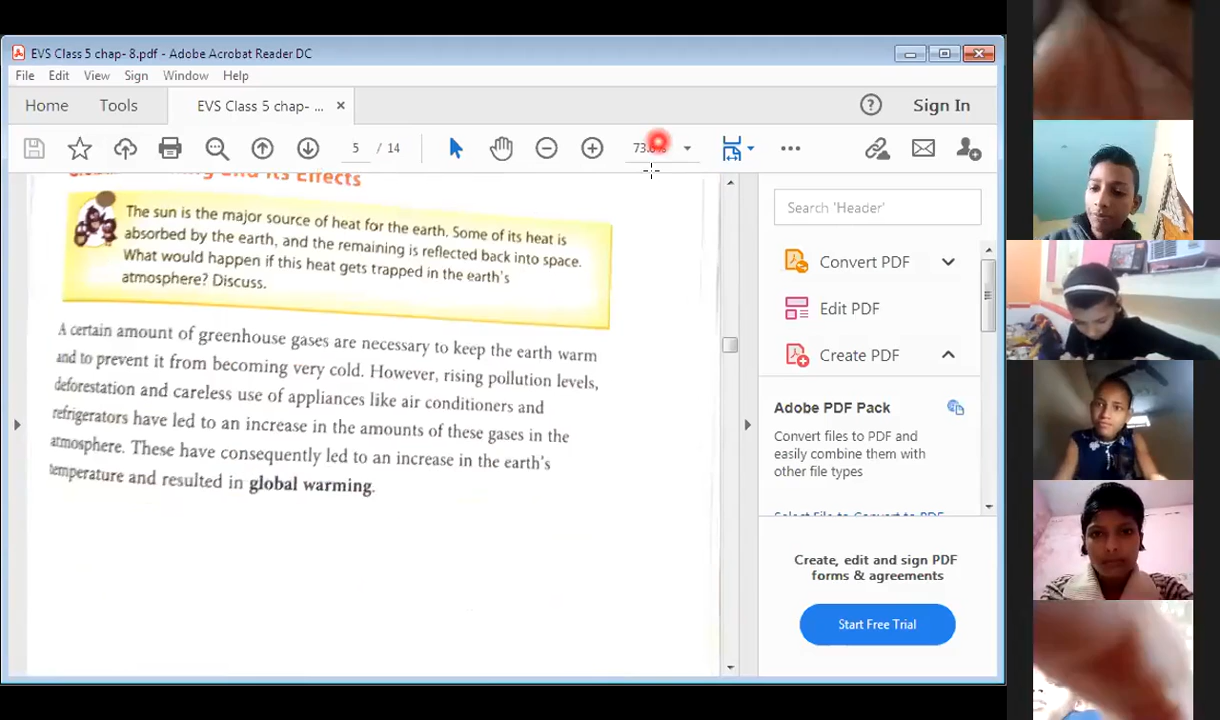 EVS Class 5 chap- 8.pdf - Adobe Acrobat Reader DC
File Edit View Sign Window Help
Home Tools EVS Class 5 chap- ... × Sign In
5 / 14
and its Effects
The sun is the major source of heat for the earth. Some of its heat is
absorbed by the earth, and the remaining is reflected back into space.
What would happen if this heat gets trapped in the earth's
atmosphere? Discuss.
A certain amount of greenhouse gases are necessary to keep the earth warm
and to prevent it from becoming very cold. However, rising pollution levels,
deforestation and careless use of appliances like air conditioners and
refrigerators have led to an increase in the amounts of these gases in the
atmosphere. These have consequently led to an increase in the earth's
temperature and resulted in global warming.
Search 'Header'
Convert PDF
Edit PDF
Create PDF
Adobe PDF Pack
Convert files to PDF and
easily combine them with
other file types
Select File to Convert to PDF
Create, edit and sign PDF
forms & agreements
Start Free Trial